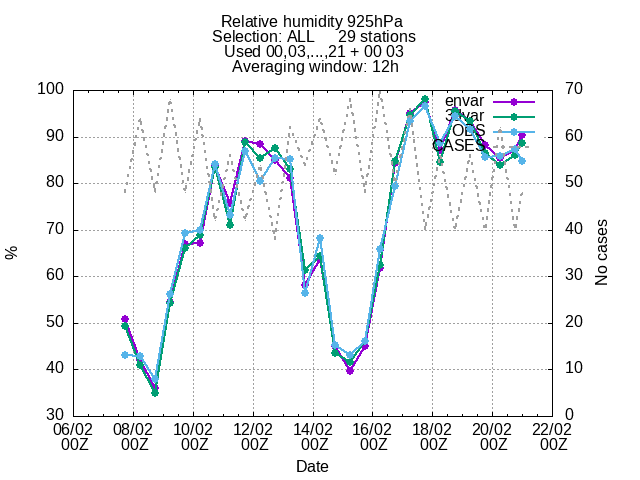 Relative humidity 925hPa
Selection: ALL 29 stations
Used 00,03,...,21 + 00 03
Averaging window: 12h
100 70
envar
90 60
OBS
CASES
80 50
70 40
%
No cases
60 30
50 20
40 10
30 0
06/02 08/02 10/02 12/02 14/02 16/02 18/02 20/02 22/02
00Z 00Z 00Z 00Z 00Z 00Z 00Z 00Z 00Z
Date